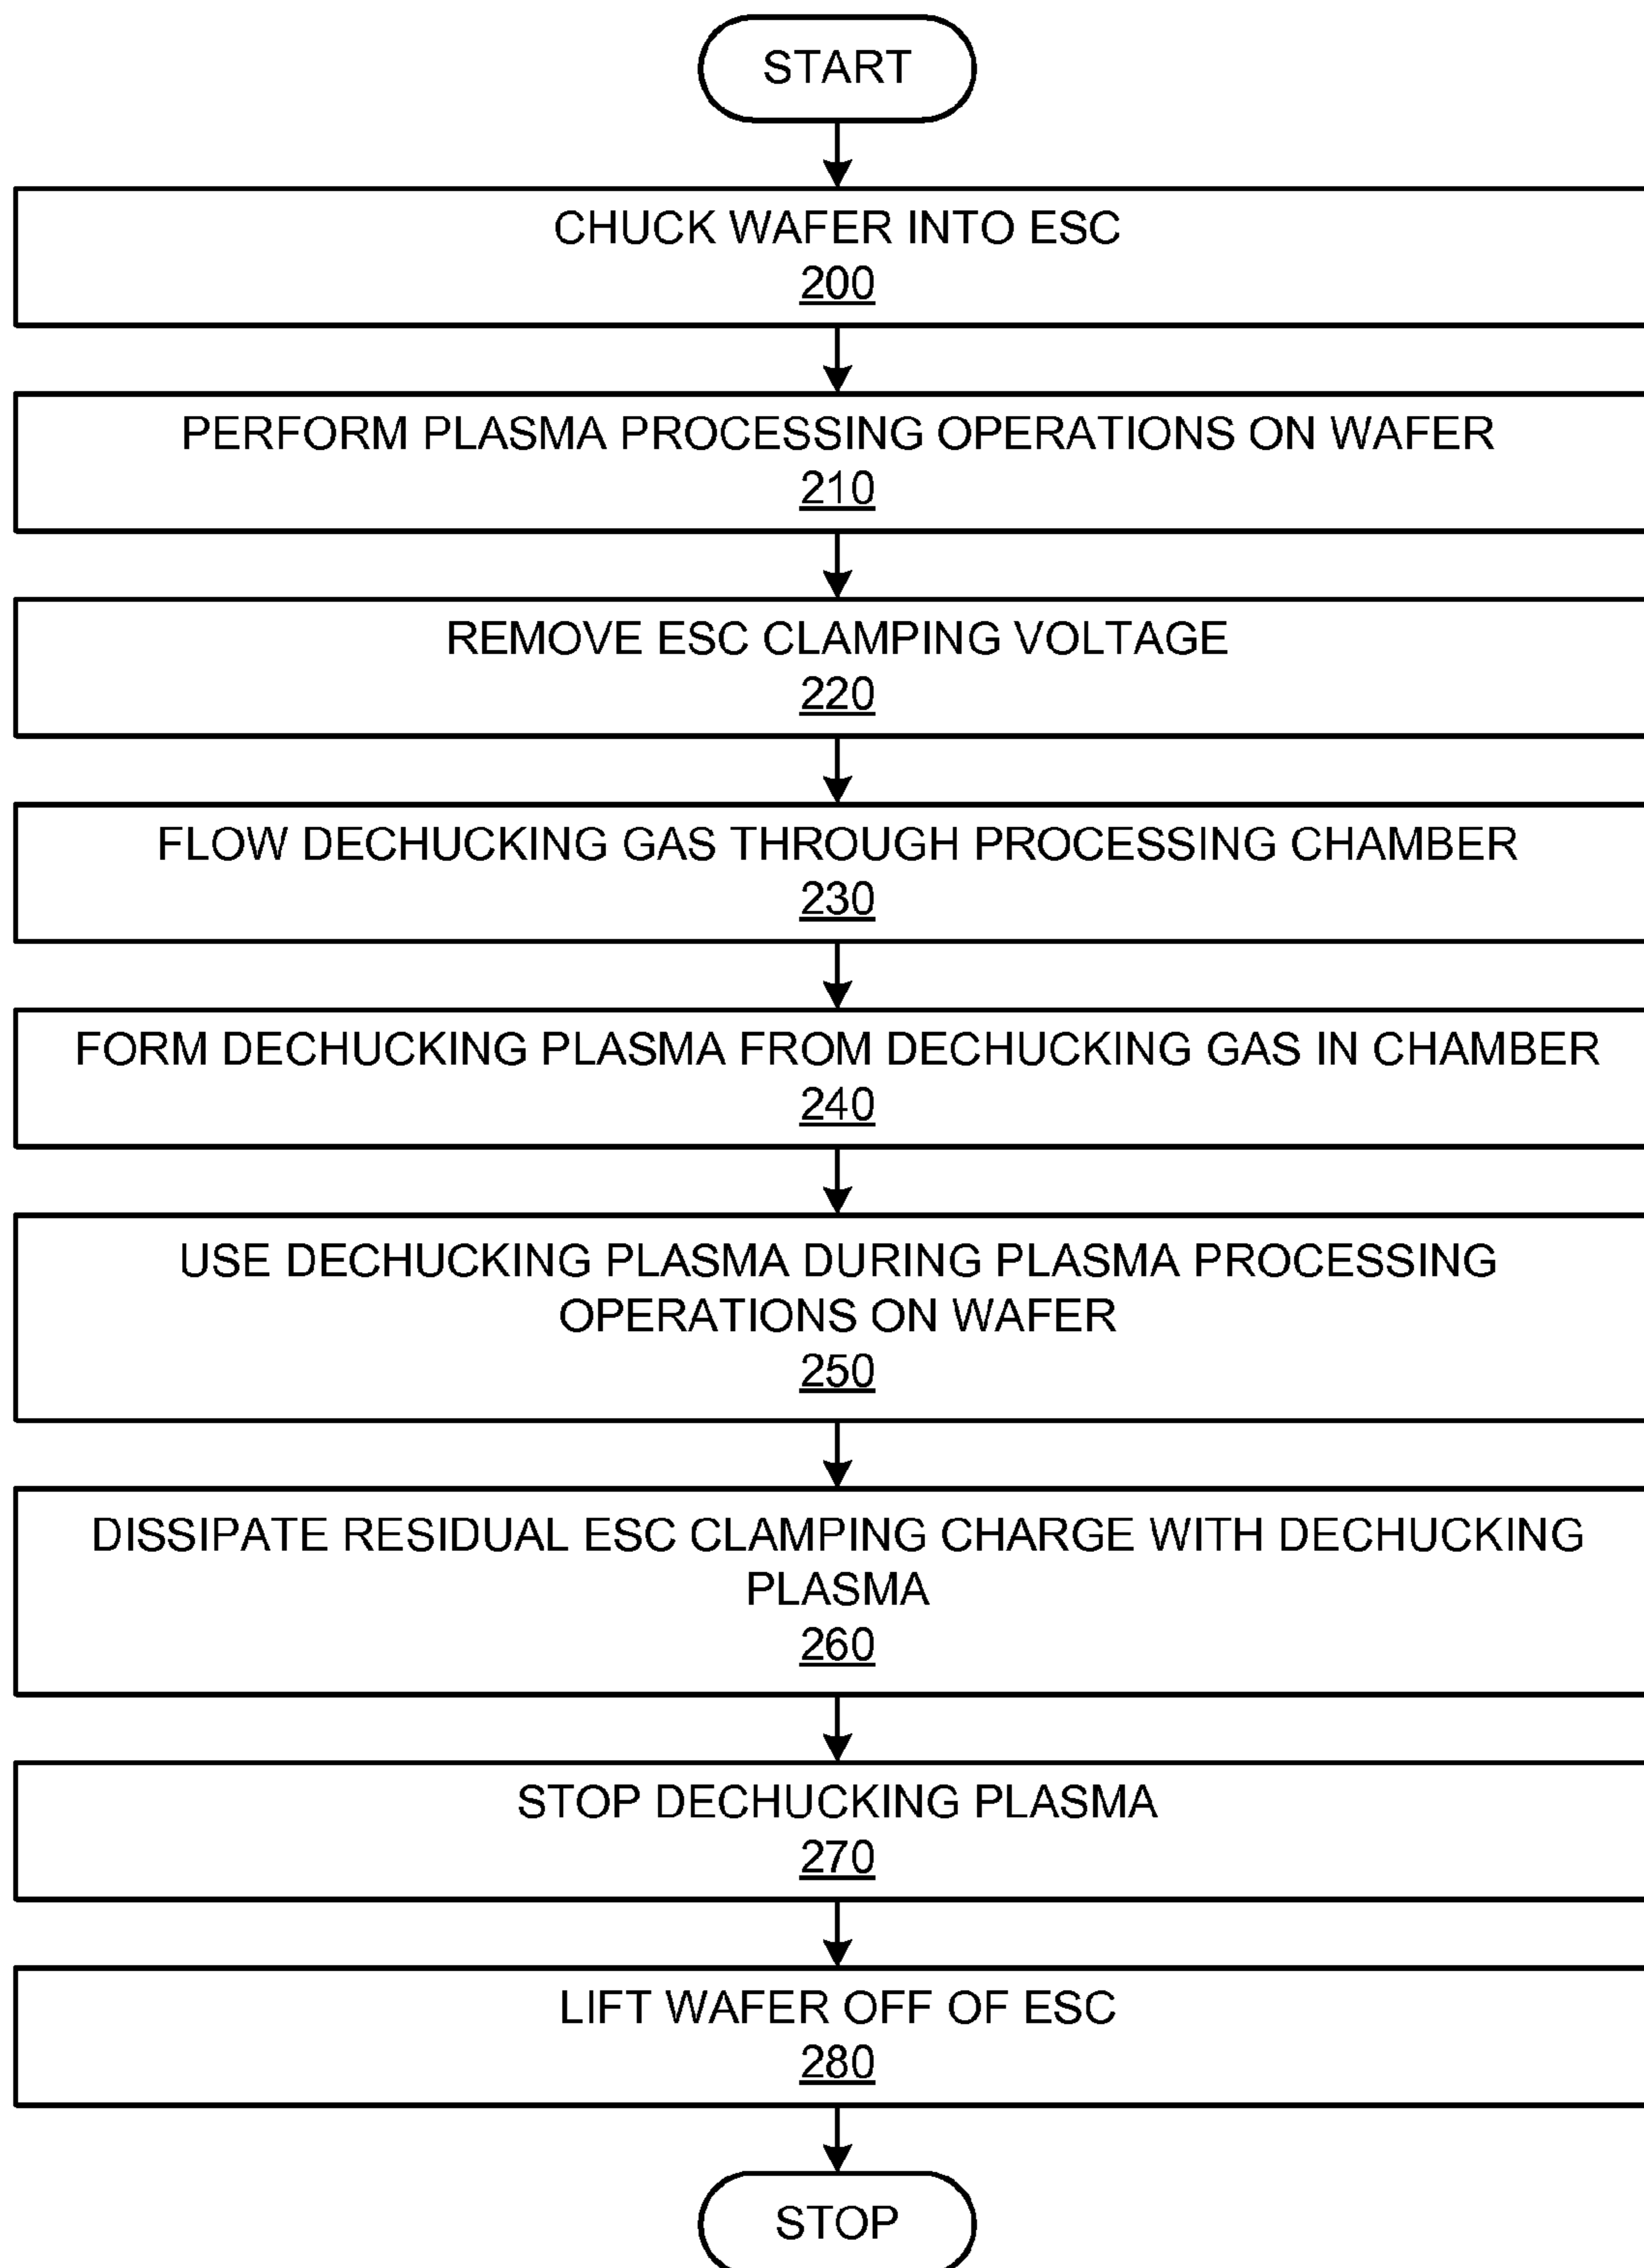 START
CHUCK WAFER INTO ESC
200
PERFORM PLASMA PROCESSING OPERATIONS ON WAFER
210
REMOVE ESC CLAMPING VOLTAGE
220
FLOW DECHUCKING GAS THROUGH PROCESSING CHAMBER
230
FORM DECHUCKING PLASMA FROM DECHUCKING GAS IN CHAMBER
240
USE DECHUCKING PLASMA DURING PLASMA PROCESSING
OPERATIONS ON WAFER
250
DISSIPATE RESIDUAL ESC CLAMPING CHARGE WITH DECHUCKING
PLASMA
260
STOP DECHUCKING PLASMA
270
LIFT WAFER OFF OF ESC
280
STOP